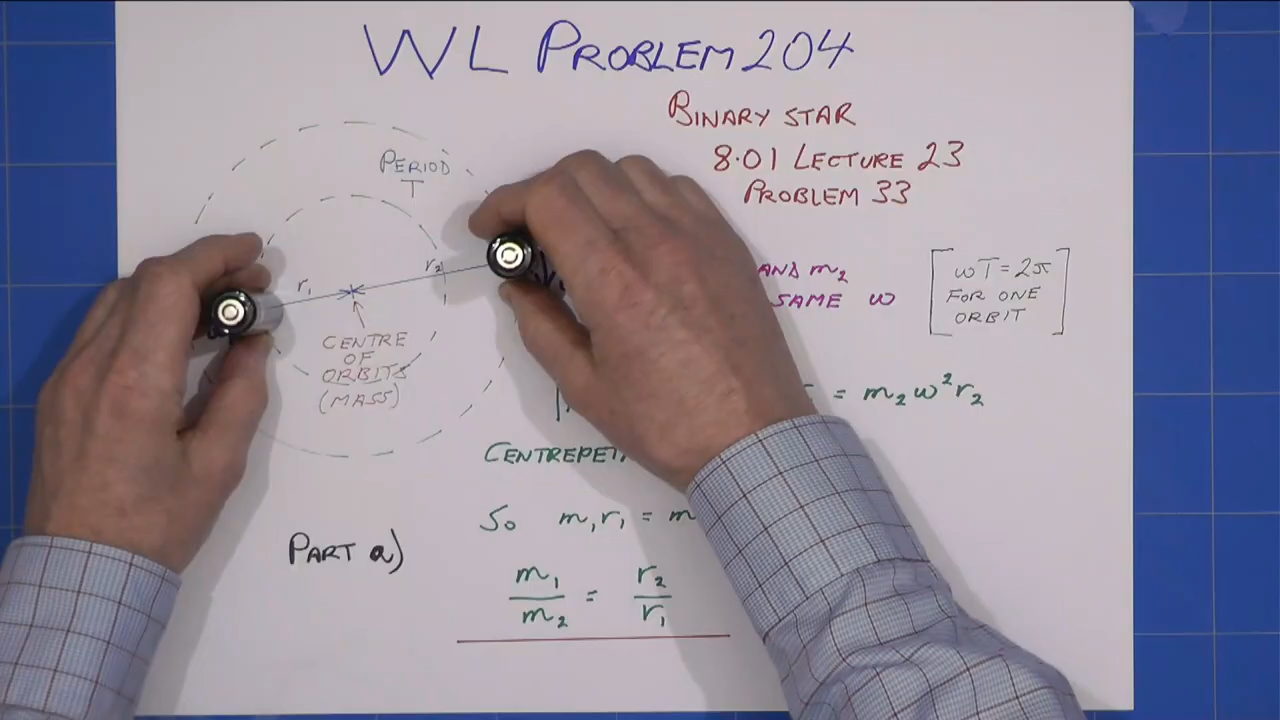 WL PROBLEM 204
BINARY STAR
8.01 LECTURE 23
PROBLEM 33
PERIOD
T
r₁
r₂
CENTRE
OF
ORBITS
(MASS)
AND m₂
SAME ω
[ωT = 2π
FOR ONE
ORBIT]
= m₂ω²r₂
So m₁r₁ = m
PART a)
m₁/m₂ = r₂/r₁